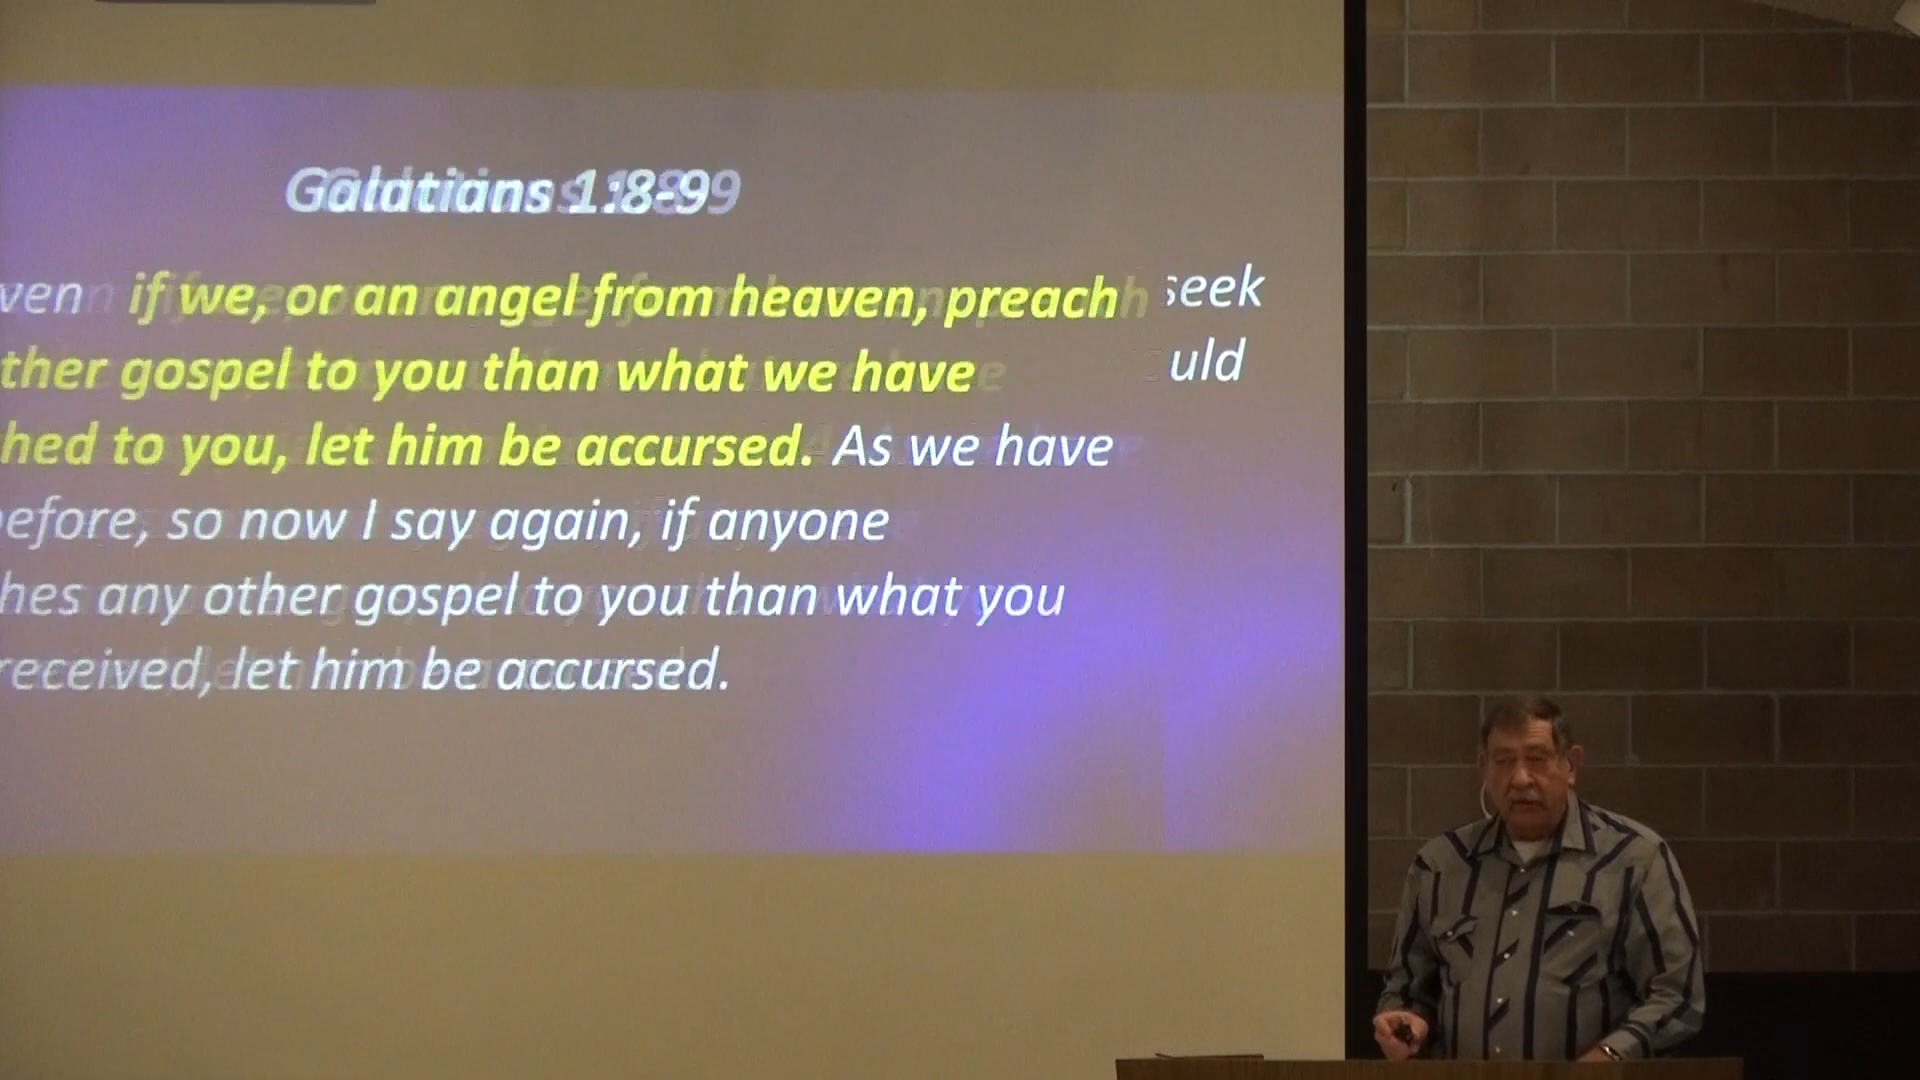 Galatians 1:8-9
ven if we, or an angel from heaven, preach seek
ther gospel to you than what we have uld
hed to you, let him be accursed. As we have
efore, so now I say again, if anyone
hes any other gospel to you than what you
received, let him be accursed.